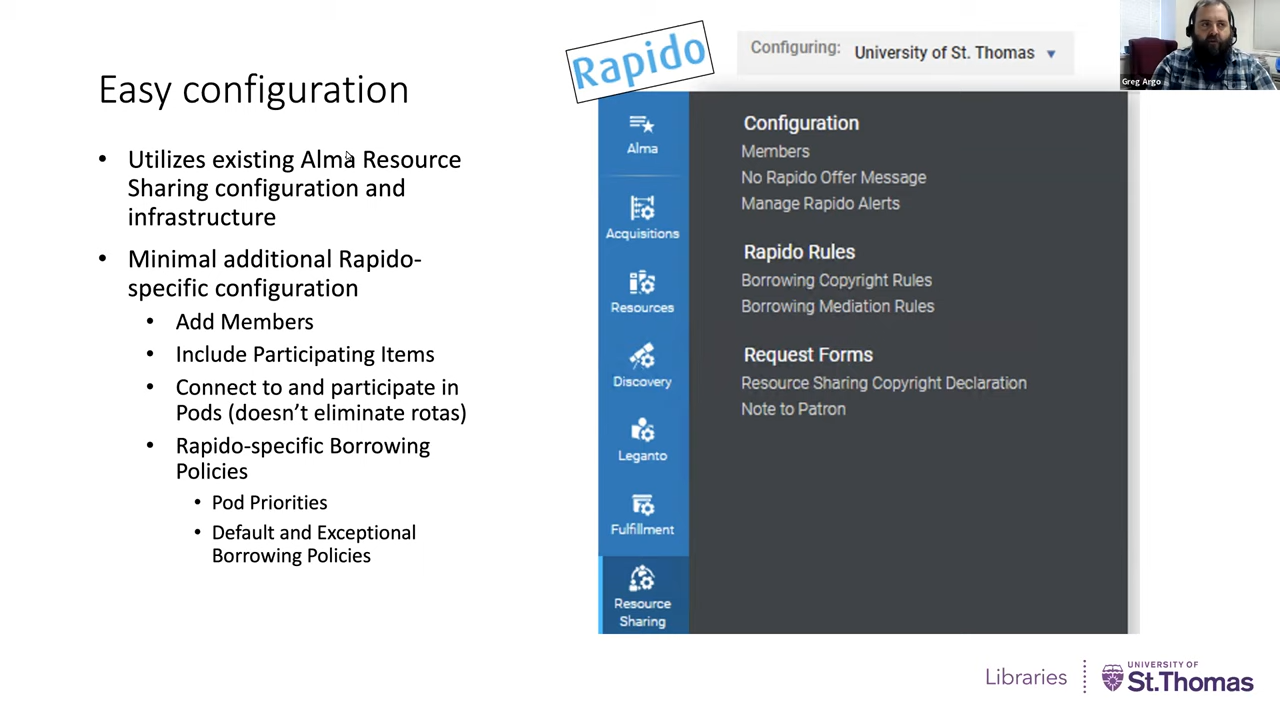 Easy configuration
• Utilizes existing Alma Resource
Sharing configuration and
infrastructure
• Minimal additional Rapido-
specific configuration
• Add Members
• Include Participating Items
• Connect to and participate in
Pods (doesn’t eliminate rotas)
• Rapido-specific Borrowing
Policies
• Pod Priorities
• Default and Exceptional
Borrowing Policies
Rapido
Configuring: University of St. Thomas
Alma
Acquisitions
Resources
Discovery
Leganto
Fulfillment
Resource
Sharing
Configuration
Members
No Rapido Offer Message
Manage Rapido Alerts
Rapido Rules
Borrowing Copyright Rules
Borrowing Mediation Rules
Request Forms
Resource Sharing Copyright Declaration
Note to Patron
Greg Argo
Libraries
UNIVERSITY OF
St.Thomas